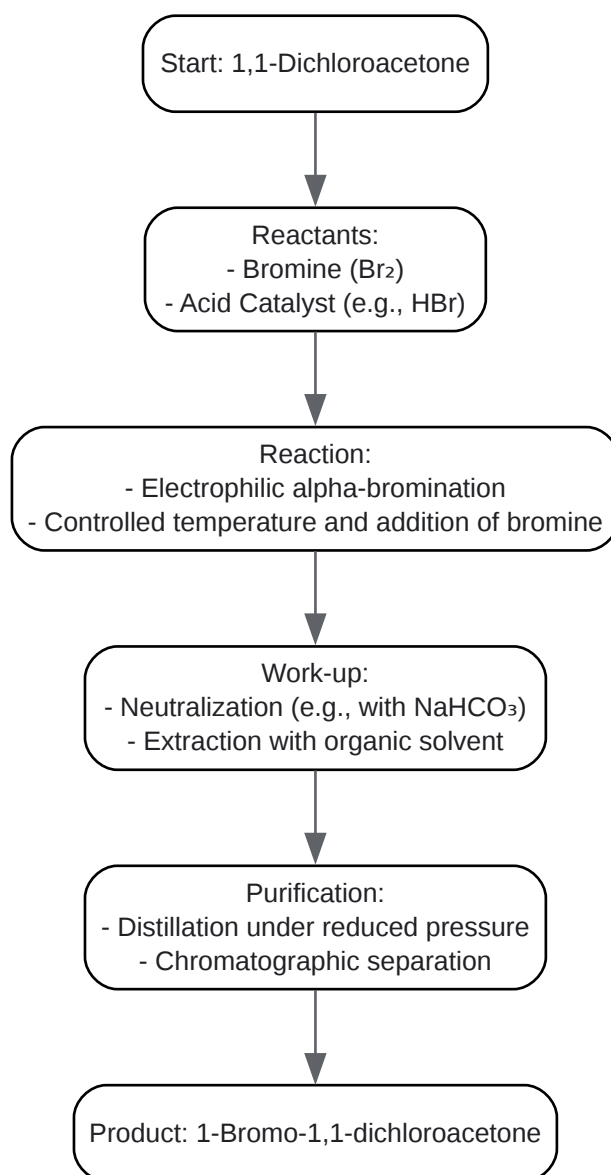 Start: 1,1-Dichloroacetone
Reactants:
- Bromine (Br₂)
- Acid Catalyst (e.g., HBr)
Reaction:
- Electrophilic alpha-bromination
- Controlled temperature and addition of bromine
Work-up:
- Neutralization (e.g., with NaHCO₃)
- Extraction with organic solvent
Purification:
- Distillation under reduced pressure
- Chromatographic separation
Product: 1-Bromo-1,1-dichloroacetone